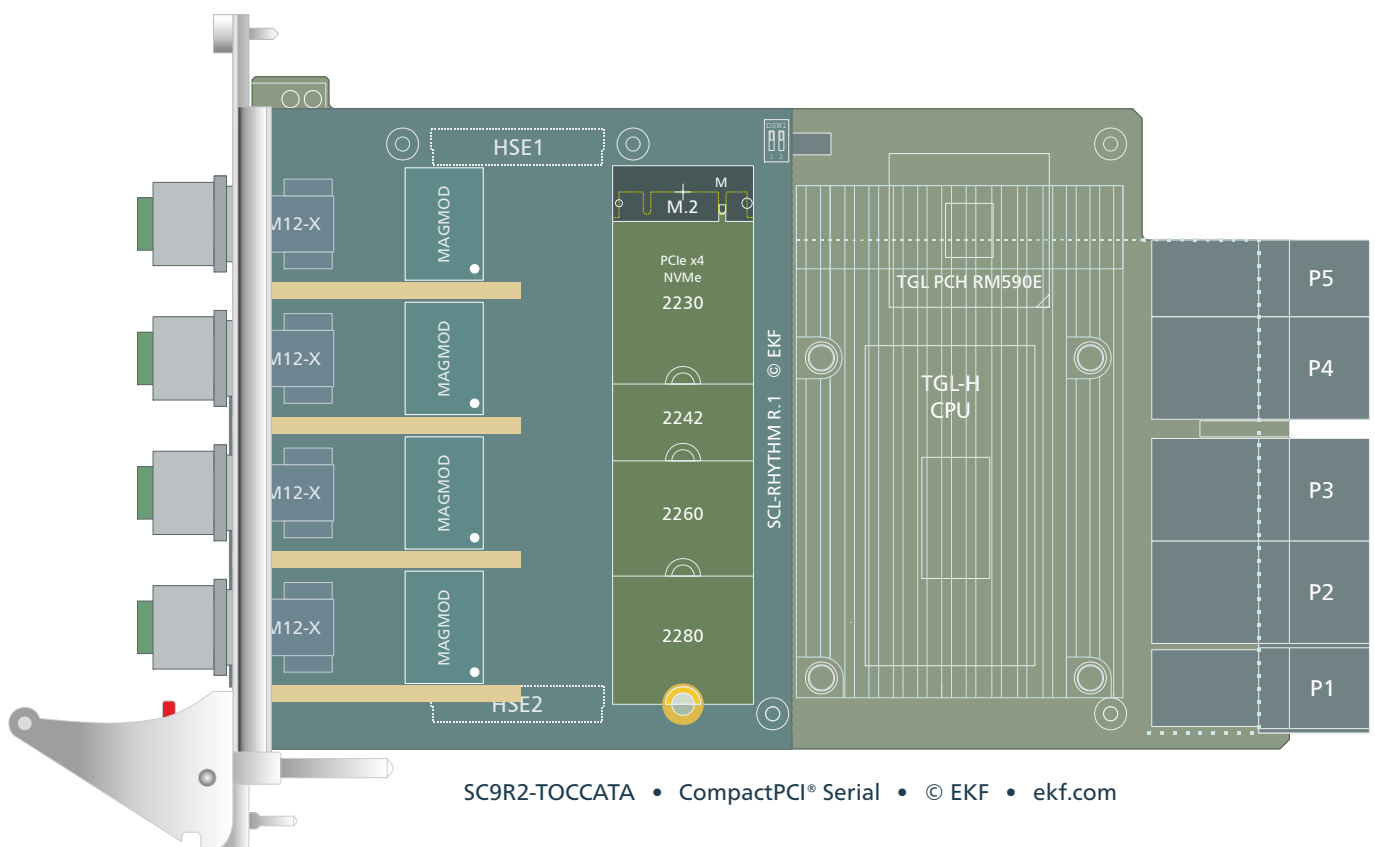 DSW1
1 2
HSE1
M
M.2
M12-X
MAGMOD
PCIe x4
NVMe
2230
TGL PCH RM590E
P5
M12-X
MAGMOD
SCL-RHYTHM R.1 © EKF
TGL-H
CPU
P4
2242
M12-X
MAGMOD
2260
P3
P2
M12-X
MAGMOD
2280
P1
HSE2
SC9R2-TOCCATA • CompactPCI® Serial • © EKF • ekf.com